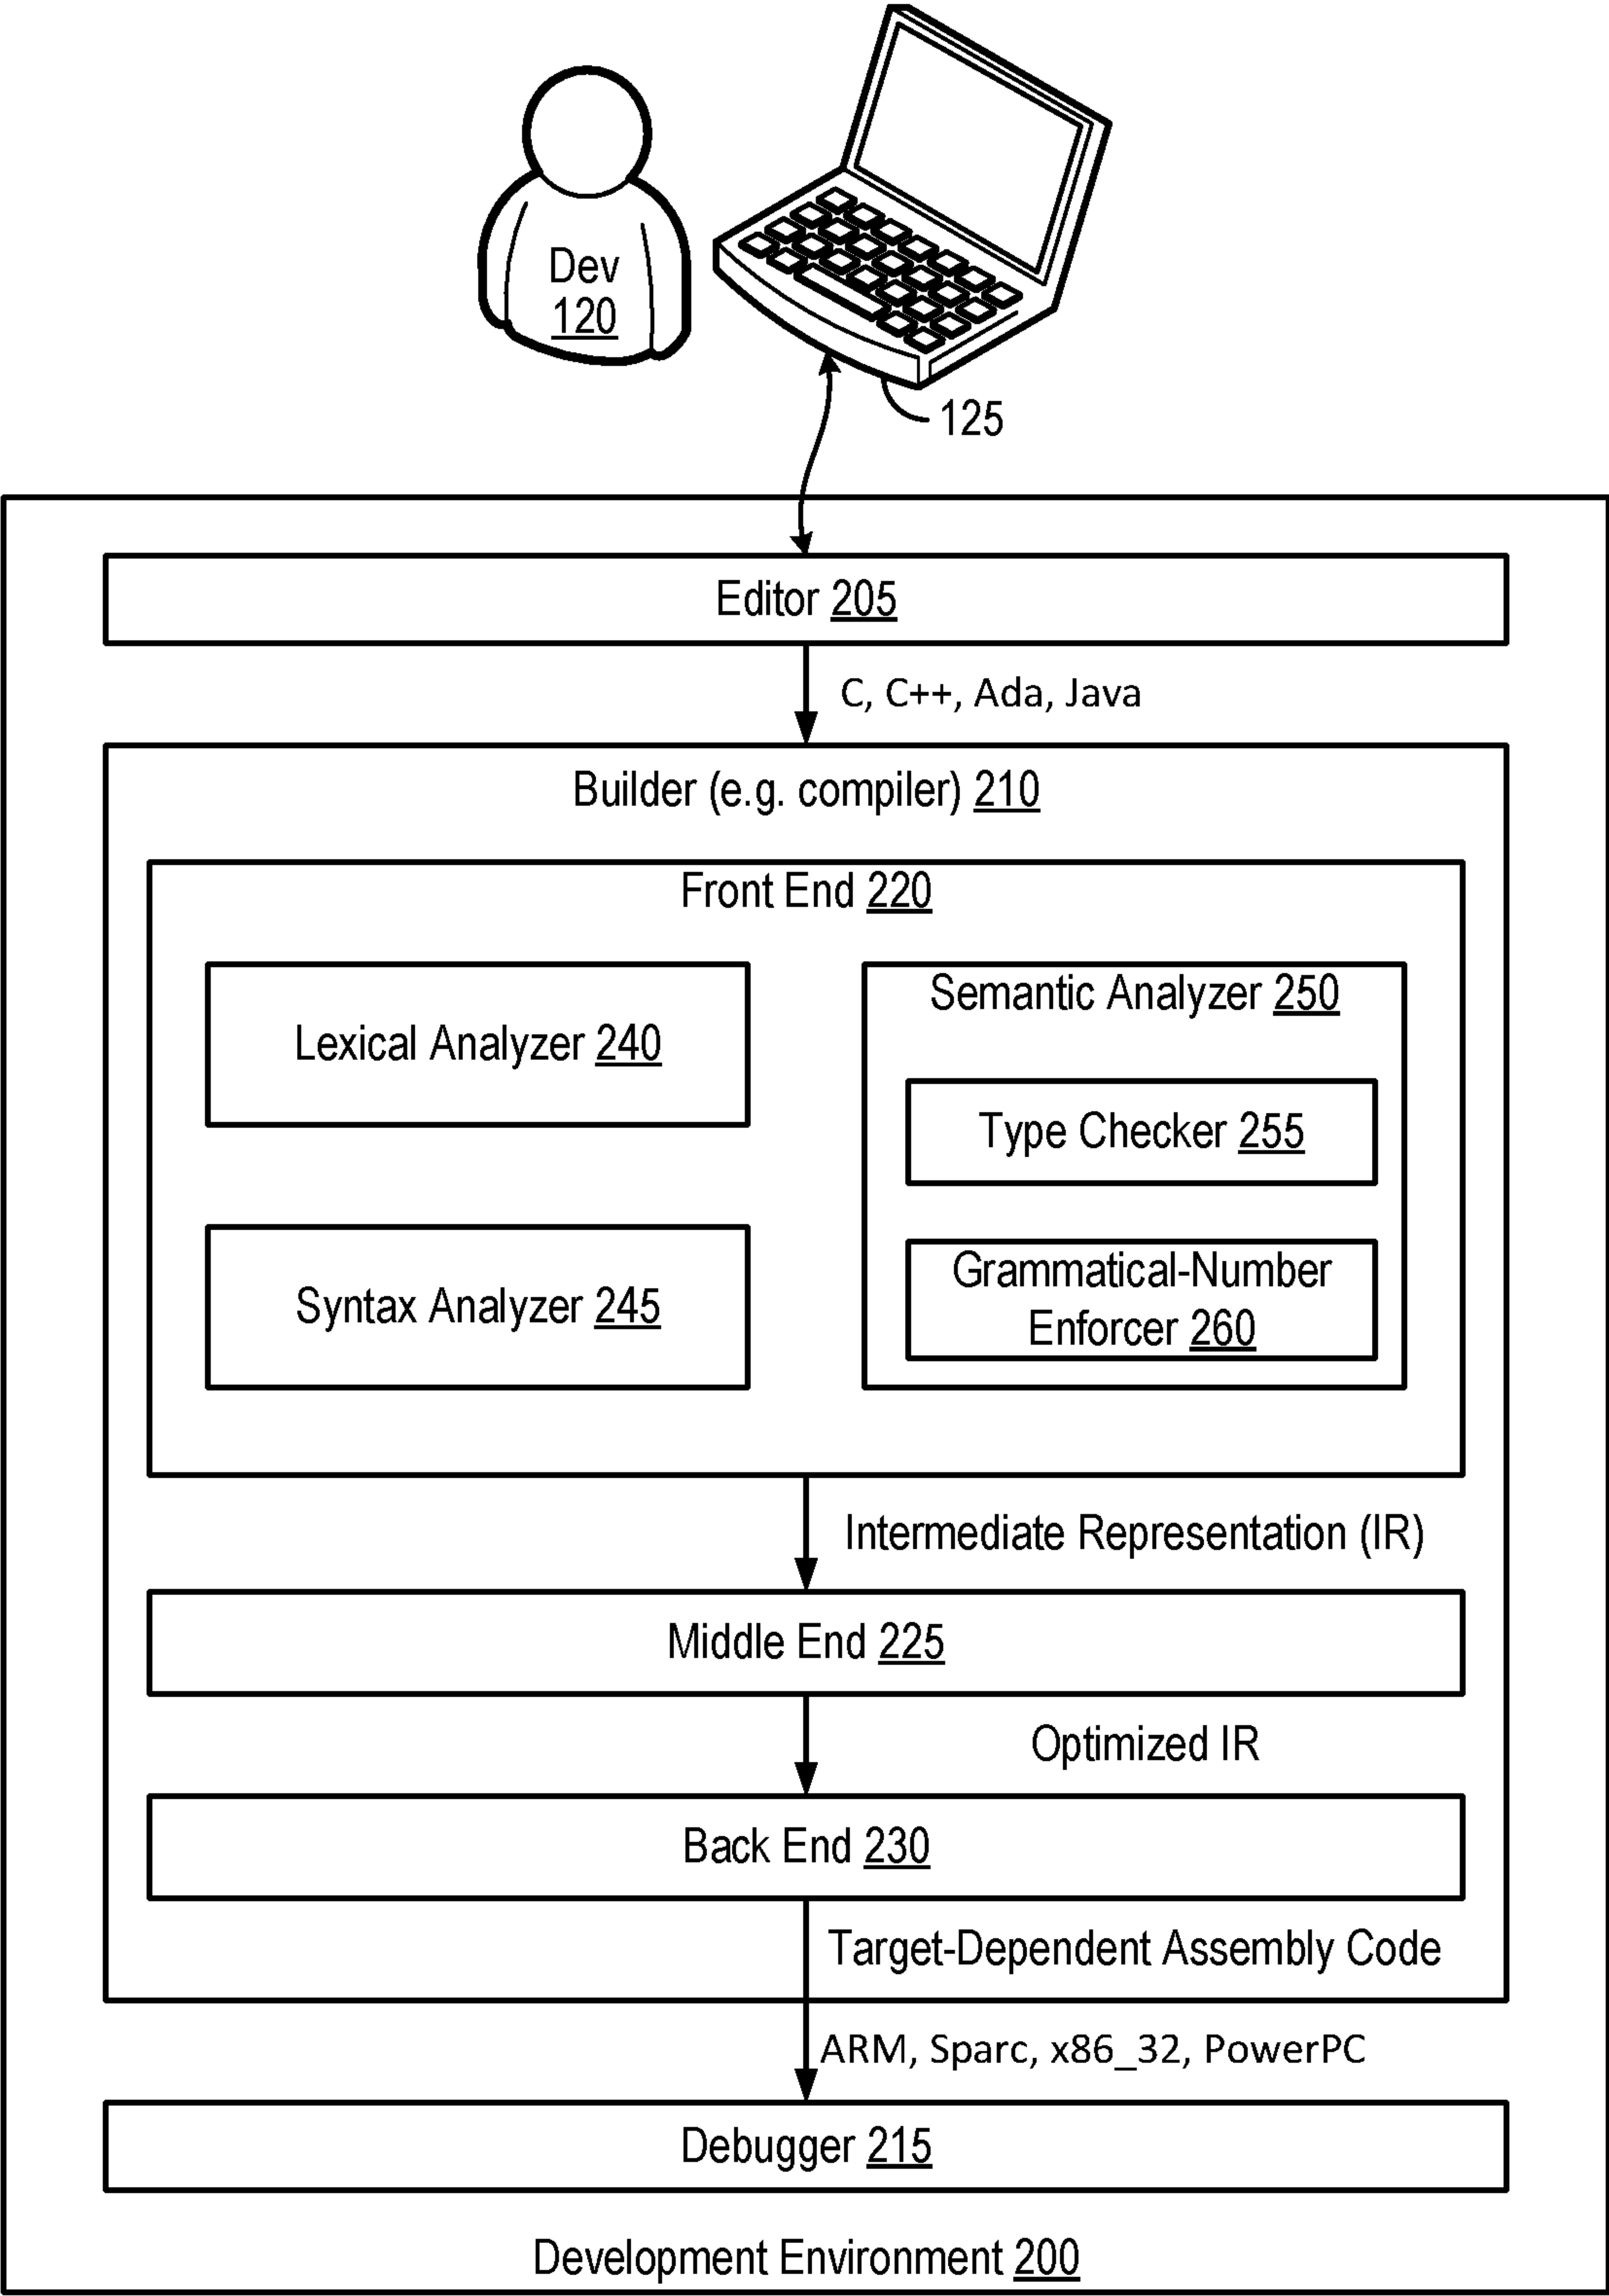 Dev
120
125
Editor 205
C, C++, Ada, Java
Builder (e.g. compiler) 210
Front End 220
Lexical Analyzer 240
Syntax Analyzer 245
Semantic Analyzer 250
Type Checker 255
Grammatical-Number
Enforcer 260
Intermediate Representation (IR)
Middle End 225
Optimized IR
Back End 230
Target-Dependent Assembly Code
ARM, Sparc, x86_32, PowerPC
Debugger 215
Development Environment 200